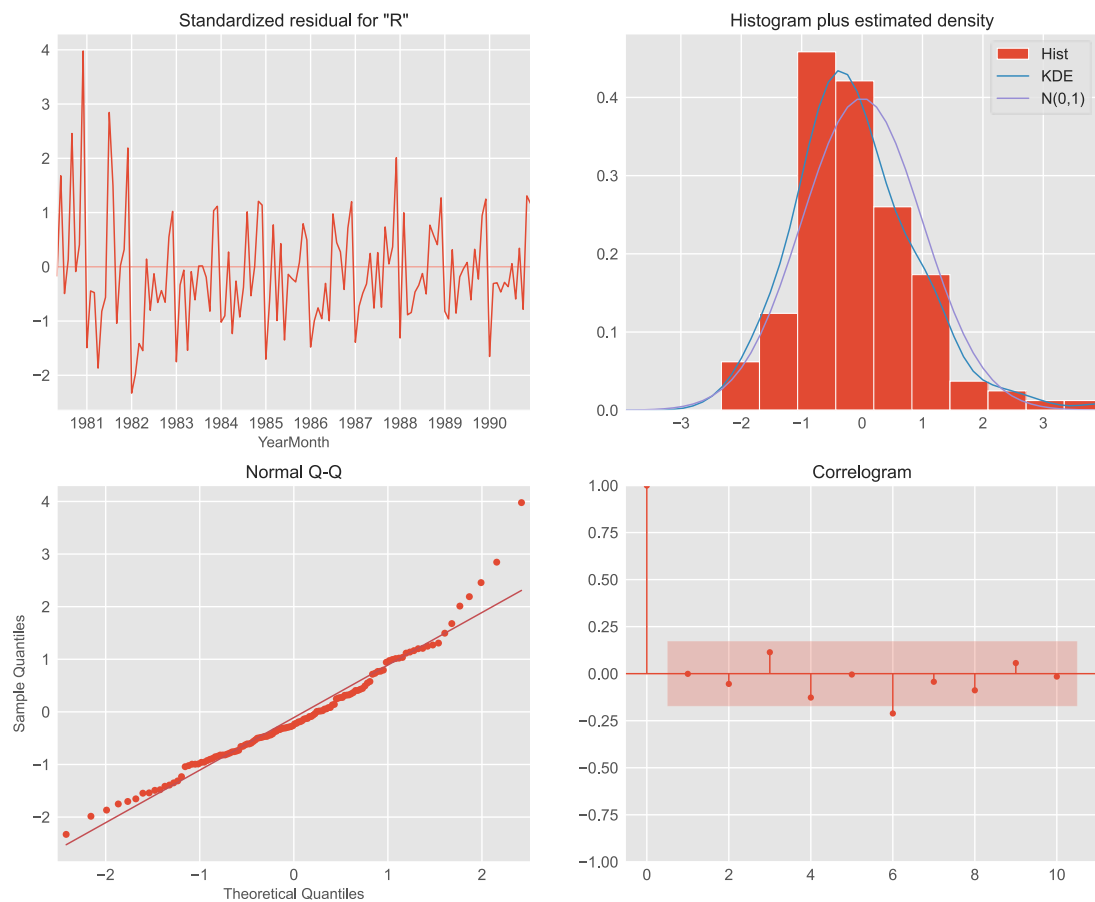 Standardized residual for "R"
4
3
2
1
0
−1
−2
1981 1982 1983 1984 1985 1986 1987 1988 1989 1990
YearMonth
Histogram plus estimated density
Hist
KDE
N(0,1)
0.4
0.3
0.2
0.1
0.0
−3 −2 −1 0 1 2 3
Normal Q-Q
4
3
2
1
0
−1
−2
Sample Quantiles
−2 −1 0 1 2
Theoretical Quantiles
Correlogram
1.00
0.75
0.50
0.25
0.00
−0.25
−0.50
−0.75
−1.00
0 2 4 6 8 10